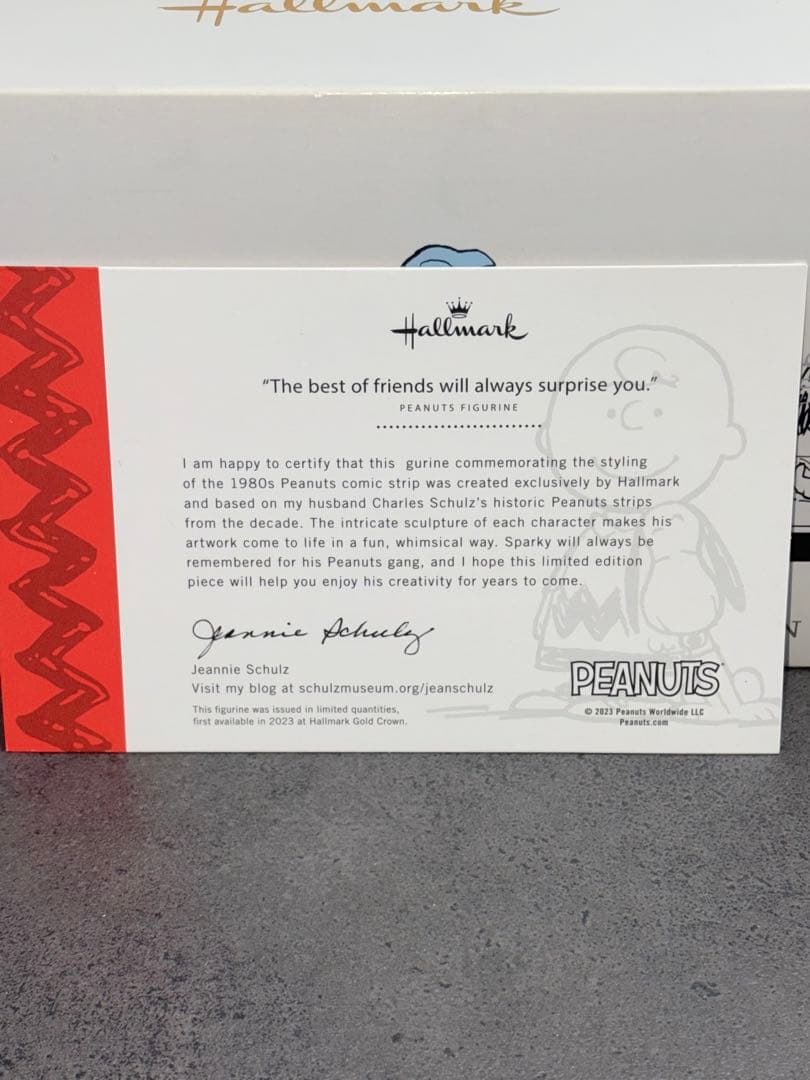 Hallmark
Hallmark
“The best of friends will always surprise you.”
PEANUTS FIGURINE
I am happy to certify that this  gurine commemorating the styling
of the 1980s Peanuts comic strip was created exclusively by Hallmark
and based on my husband Charles Schulz's historic Peanuts strips
from the decade. The intricate sculpture of each character makes his
artwork come to life in a fun, whimsical way. Sparky will always be
remembered for his Peanuts gang, and I hope this limited edition
piece will help you enjoy his creativity for years to come.
Jeannie Schulz
Jeannie Schulz
Visit my blog at schulzmuseum.org/jeanschulz
This figurine was issued in limited quantities,
first available in 2023 at Hallmark Gold Crown.
PEANUTS
© 2023 Peanuts Worldwide LLC
Peanuts.com